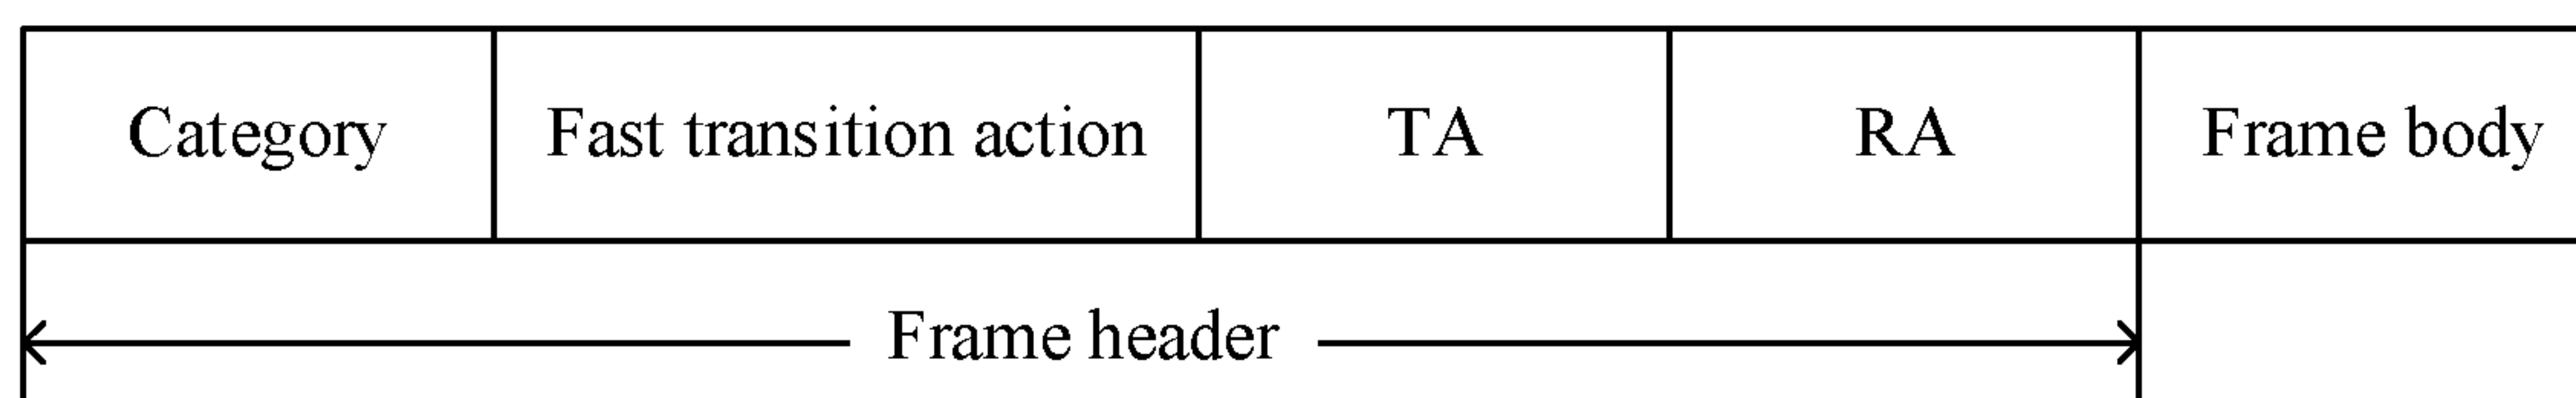 Category Fast transition action TA RA Frame body
Frame header